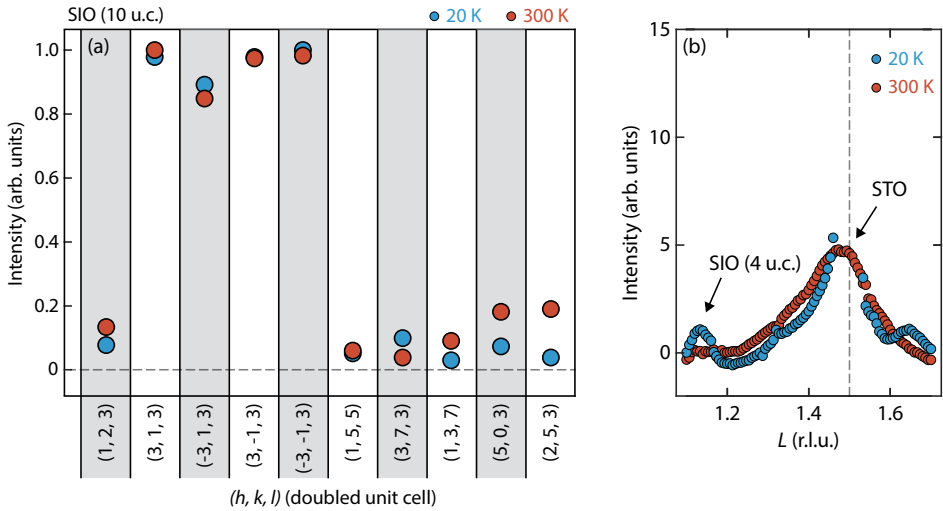 SIO (10 u.c.)
20 K
300 K
(a)
Intensity (arb. units)
1.0
0.8
0.6
0.4
0.2
0
(1, 2, 3)
(3, 1, 3)
(-3, 1, 3)
(3, -1, 3)
(-3, -1, 3)
(1, 5, 5)
(3, 7, 3)
(1, 3, 7)
(5, 0, 3)
(2, 5, 3)
(h, k, l) (doubled unit cell)
(b)
20 K
300 K
Intensity (arb. units)
15
10
5
0
STO
SIO (4 u.c.)
1.2
1.4
1.6
L (r.l.u.)